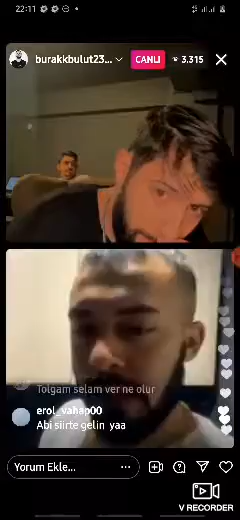 22:11
burakkbulut23...
CANLI
3.315
Tolgam selam ver ne olur
erol_vahap00
Abi siirte gelin yaa
Yorum Ekle...
V RECORDER